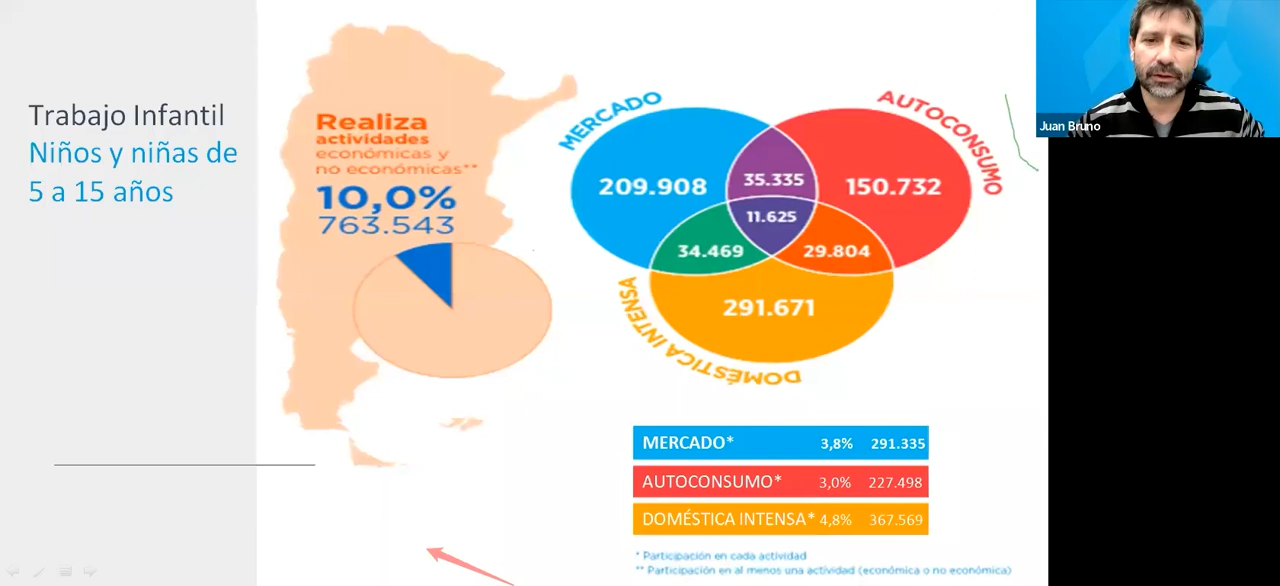 Trabajo Infantil
Niños y niñas de
5 a 15 años
Realiza
actividades
económicas y
no económicas**
10,0%
763.543
MERCADO
AUTOCONSUMO
209.908
35.335
150.732
11.625
34.469
29.804
291.671
DOMÉSTICA INTENSA
MERCADO* 3,8% 291.335
AUTOCONSUMO* 3,0% 227.498
DOMÉSTICA INTENSA* 4,8% 367.569
* Participación en cada actividad
** Participación en al menos una actividad (económica o no económica)
Juan Bruno